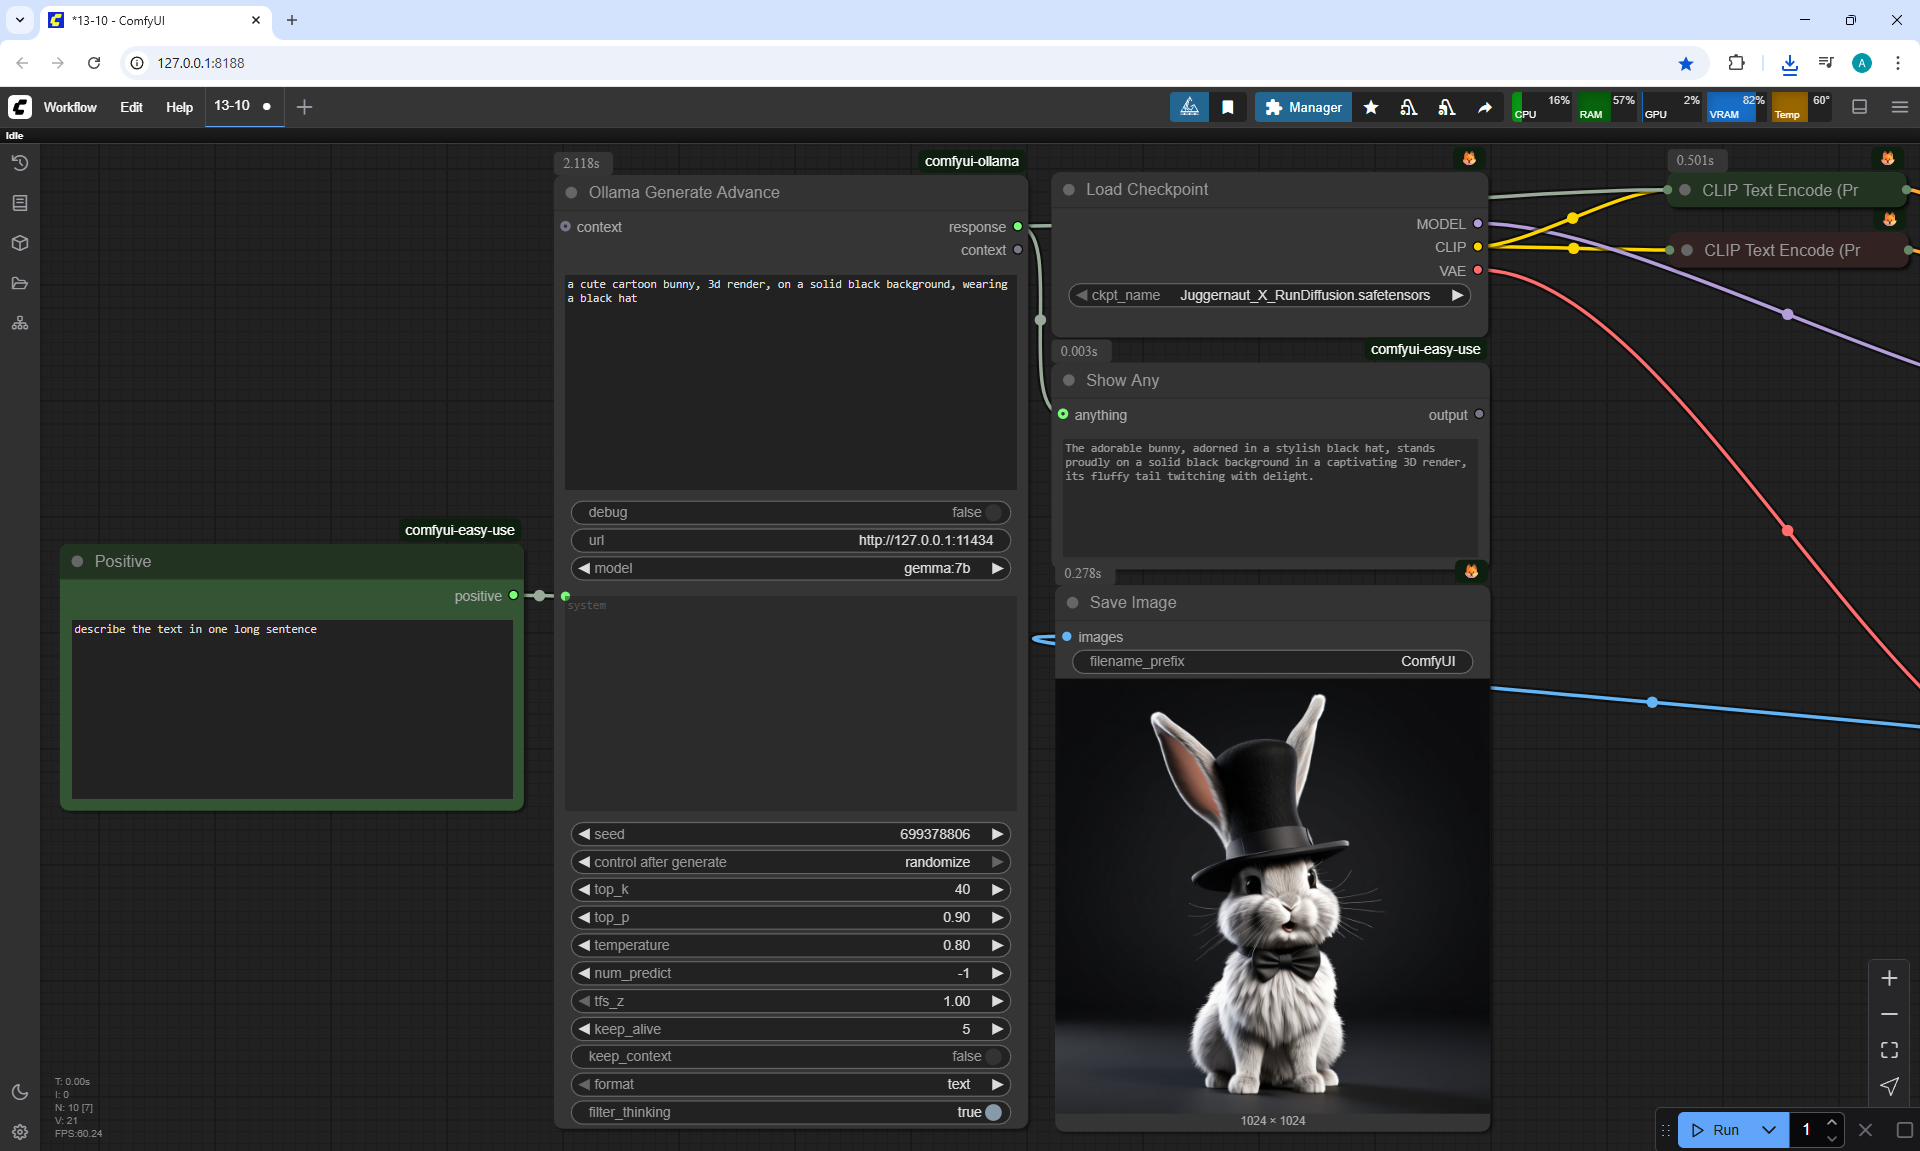 *13-10 - ComfyUI
127.0.0.1:8188
Workflow Edit Help 13-10
Manager
16% CPU
57% RAM
2% GPU
82% VRAM
60° Temp
Idle
2.118s
comfyui-ollama
Ollama Generate Advance
context
response
context
a cute cartoon bunny, 3d render, on a solid black background, wearing
a black hat
debug false
url http://127.0.0.1:11434
model gemma:7b
system
seed 699378806
control after generate randomize
top_k 40
top_p 0.90
temperature 0.80
num_predict -1
tfs_z 1.00
keep_alive 5
keep_context false
format text
filter_thinking true
comfyui-easy-use
Positive
positive
describe the text in one long sentence
Load Checkpoint
MODEL
CLIP
VAE
ckpt_name Juggernaut_X_RunDiffusion.safetensors
0.003s
comfyui-easy-use
Show Any
anything
output
The adorable bunny, adorned in a stylish black hat, stands
proudly on a solid black background in a captivating 3D render,
its fluffy tail twitching with delight.
0.278s
Save Image
images
filename_prefix ComfyUI
1024 × 1024
0.501s
CLIP Text Encode (Pr
CLIP Text Encode (Pr
T: 0.00s
I: 0
N: 10 [7]
V: 21
FPS:60.24
Run 1
A